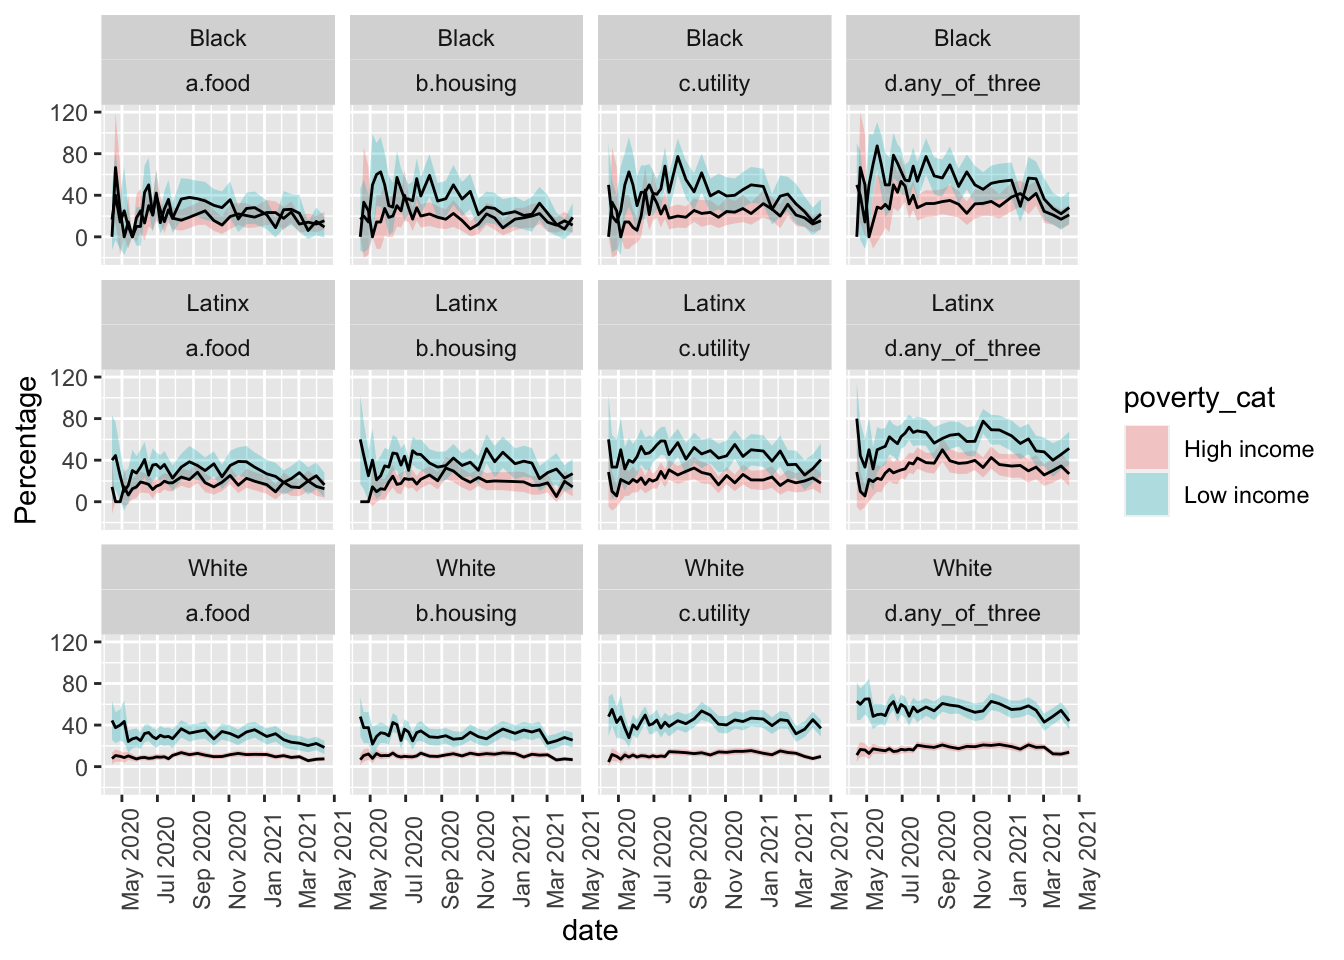 Black Black Black Black
a.food b.housing c.utility d.any_of_three
120
80
40
0
Latinx Latinx Latinx Latinx
a.food b.housing c.utility d.any_of_three
120
80
40
0
White White White White
a.food b.housing c.utility d.any_of_three
120
80
40
0
May 2020 Jul 2020 Sep 2020 Nov 2020 Jan 2021 Mar 2021 May 2021 May 2020 Jul 2020 Sep 2020 Nov 2020 Jan 2021 Mar 2021 May 2021 May 2020 Jul 2020 Sep 2020 Nov 2020 Jan 2021 Mar 2021 May 2021 May 2020 Jul 2020 Sep 2020 Nov 2020 Jan 2021 Mar 2021 May 2021
date
Percentage
poverty_cat
High income
Low income